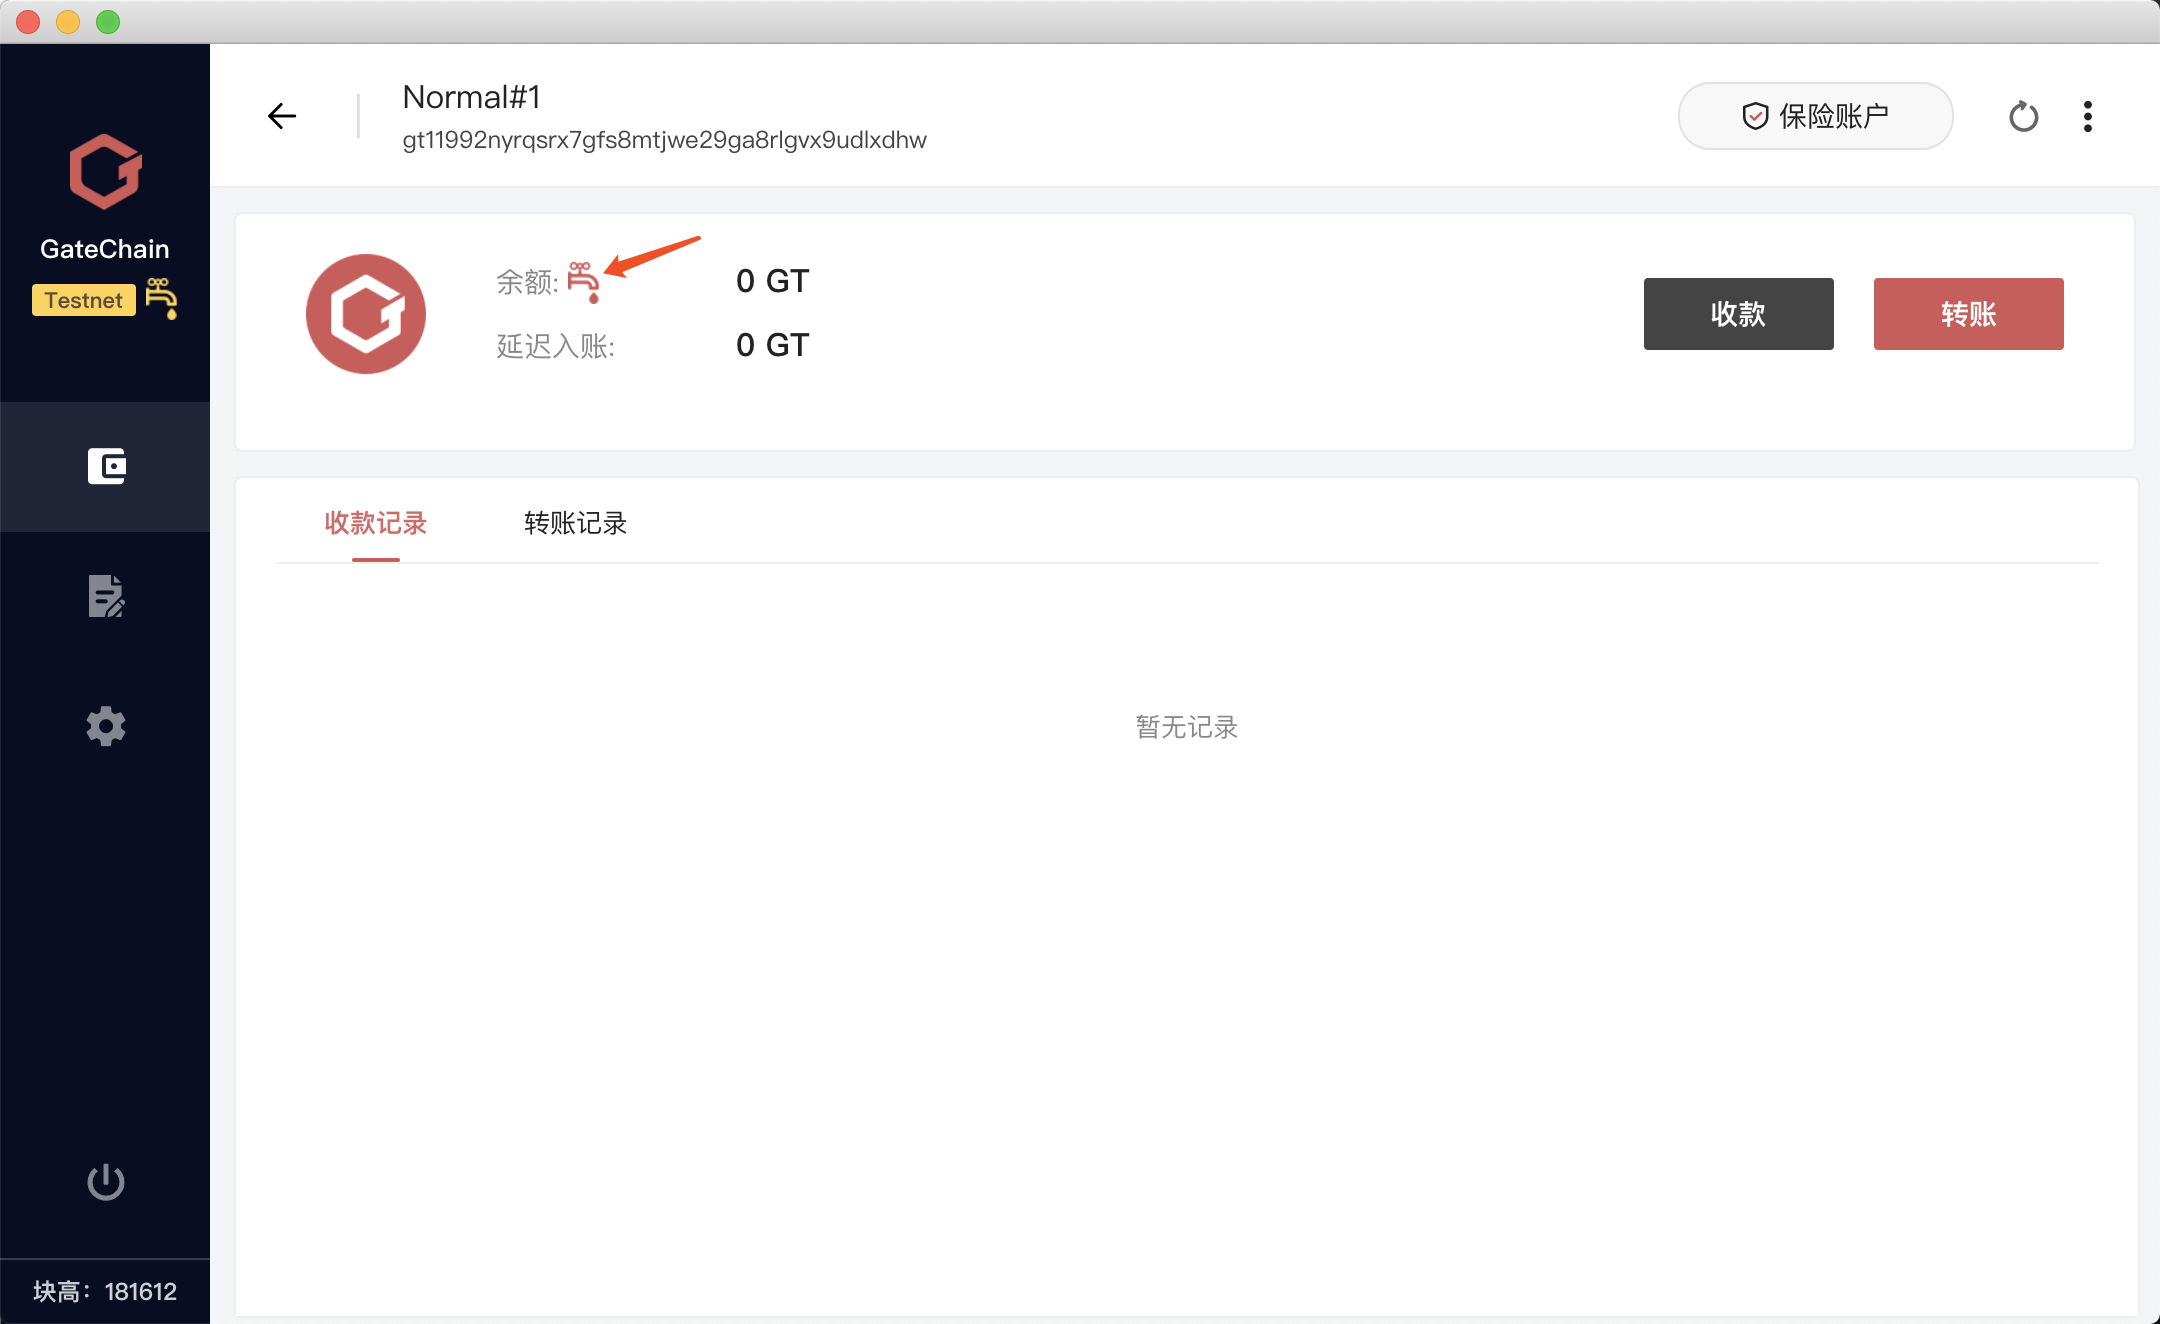 Normal#1
gt11992nyrqsrx7gfs8mtjwe29ga8rlgvx9udlxdhw
保险账户
GateChain
Testnet
余额:
0 GT
延迟入账:
0 GT
收款
转账
收款记录
转账记录
暂无记录
块高：181612